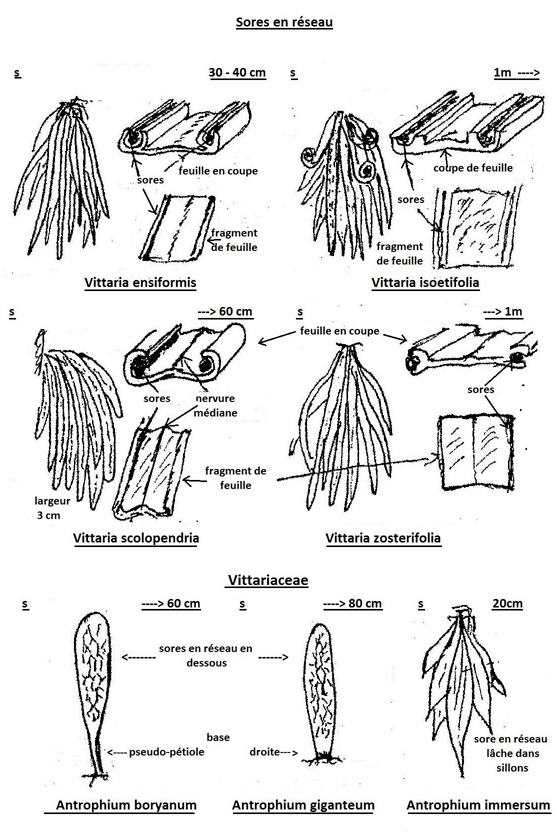 Sores en réseau
s
30 - 40 cm
s
1m ---->
sores
feuille en coupe
fragment
de feuille
coupe de feuille
sores
fragment
de feuille
Vittaria ensiformis
Vittaria isoetifolia
s
---> 60 cm
s
---> 1m
feuille en coupe
sores
nervure
médiane
sores
fragment de
feuille
largeur
3 cm
Vittaria scolopendria
Vittaria zosterifolia
Vittariaceae
s
----> 60 cm
s
----> 80 cm
s
20cm
<------- sores en réseau en ------>
dessous
base
<---- pseudo-pétiole
droite--->
sore en réseau
lâche dans
sillons
Antrophium boryanum
Antrophium giganteum
Antrophium immersum